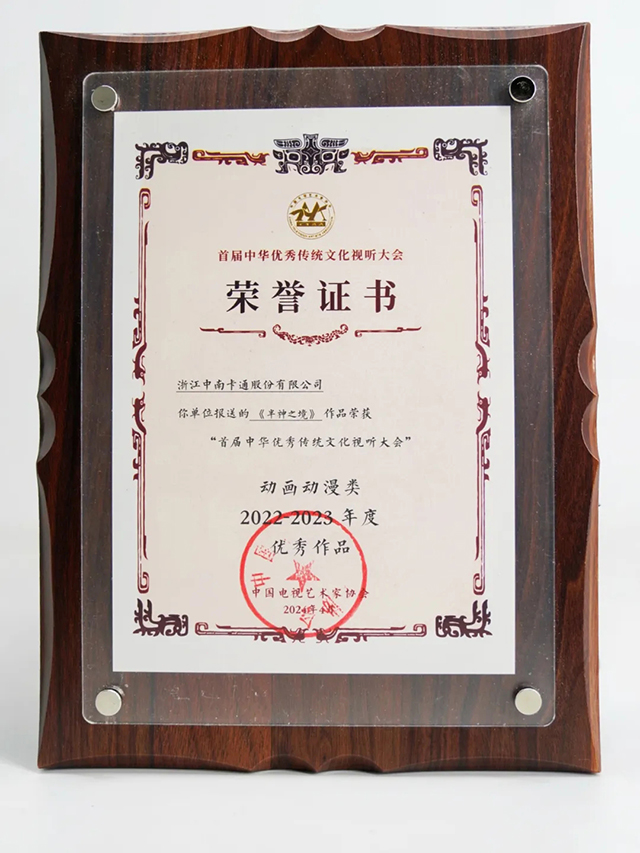 首届中华优秀传统文化视听大会
荣誉证书
浙江中南卡通股份有限公司
你单位报送的《半神之境》作品荣获
“首届中华优秀传统文化视听大会”
动画动漫类
2022-2023年度
优秀作品
中国电视艺术家协会